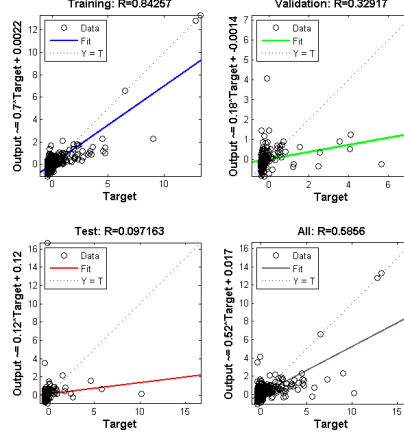 Training: R=0.84257
Output ~= 0.7*Target + 0.0022
12
10
8
6
4
2
0
Data
Fit
Y = T
0
5
10
Target
Validation: R=0.32917
Output ~= 0.18*Target + -0.0014
7
6
5
4
3
2
1
0
-1
Data
Fit
Y = T
0
2
4
6
Target
Test: R=0.097163
Output ~= 0.12*Target + 0.12
16
14
12
10
8
6
4
2
0
Data
Fit
Y = T
0
5
10
15
Target
All: R=0.5856
Output ~= 0.52*Target + 0.017
16
14
12
10
8
6
4
2
0
Data
Fit
Y = T
0
5
10
15
Target